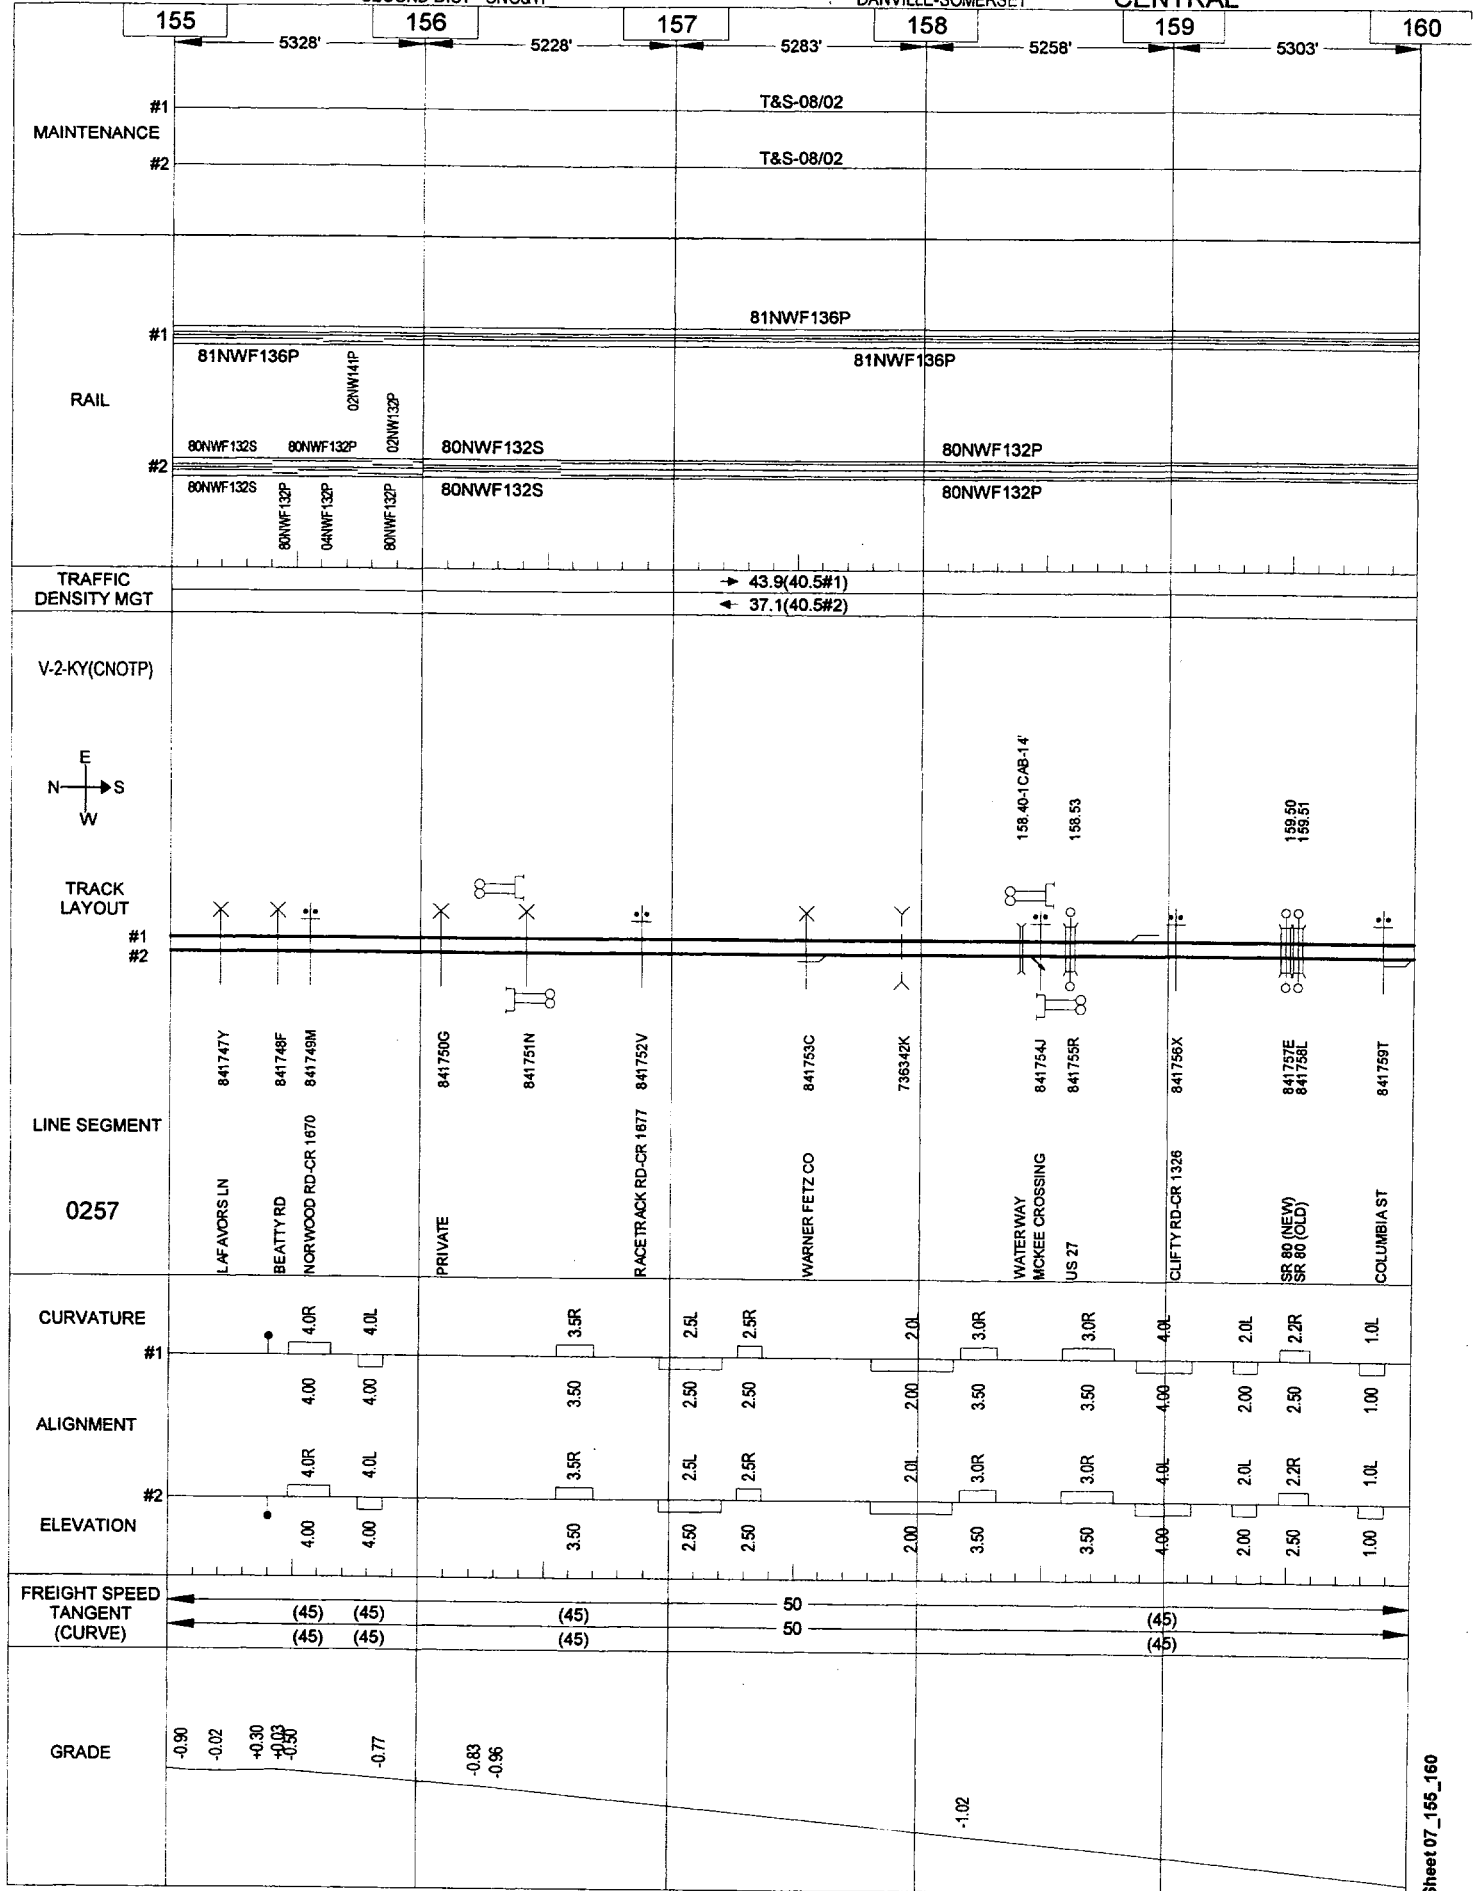 SECOND DIST - CNO&TP DANVILLE-SOMERSET CENTRAL
155 156 157 158 159 160
5328' 5228' 5283' 5258' 5303'
MAINTENANCE
#1 T&S-08/02
#2 T&S-08/02
RAIL
#1 81NWF136P
81NWF136P 81NWF136P
02NW141P 02NW132P
#2 80NWF132S 80NWF132P 80NWF132S 80NWF132P
80NWF132S 80NWF132P 04NWF132P 80NWF132P 80NWF132S 80NWF132P
TRAFFIC
DENSITY MGT
43.9(40.5#1)
37.1(40.5#2)
V-2-KY(CNOTP)
E
N S
W
158.40-1CAB-14' 158.53 159.50 159.51
TRACK
LAYOUT
#1
#2
841747Y 841748F 841749M 841750G 841751N 841752V 841753C 736342K 841754J 841755R 841756X 841757E 841758L 841759T
LINE SEGMENT
0257
LAFAVORS LN
BEATTY RD
NORWOOD RD-CR 1670
PRIVATE
RACETRACK RD-CR 1677
WARNER FETZ CO
WATERWAY
MCKEE CROSSING
US 27
CLIFTY RD-CR 1326
SR 80 (NEW)
SR 80 (OLD)
COLUMBIA ST
CURVATURE
#1 4.0R 4.0L 3.5R 2.5L 2.5R 2.0L 3.0R 3.0R 4.0L 2.0L 2.2R 1.0L
4.00 4.00 3.50 2.50 2.50 2.00 3.50 3.50 4.00 2.00 2.50 1.00
ALIGNMENT
#2 4.0R 4.0L 3.5R 2.5L 2.5R 2.0L 3.0R 3.0R 4.0L 2.0L 2.2R 1.0L
ELEVATION
4.00 4.00 3.50 2.50 2.50 2.00 3.50 3.50 4.00 2.00 2.50 1.00
FREIGHT SPEED
TANGENT
(CURVE)
50
(45) (45) (45) (45)
50
(45) (45) (45) (45)
GRADE
-0.90 -0.02 +0.30 +0.03 -0.50 -0.77 -0.83 -0.96 -1.02
Sheet 07_155_160